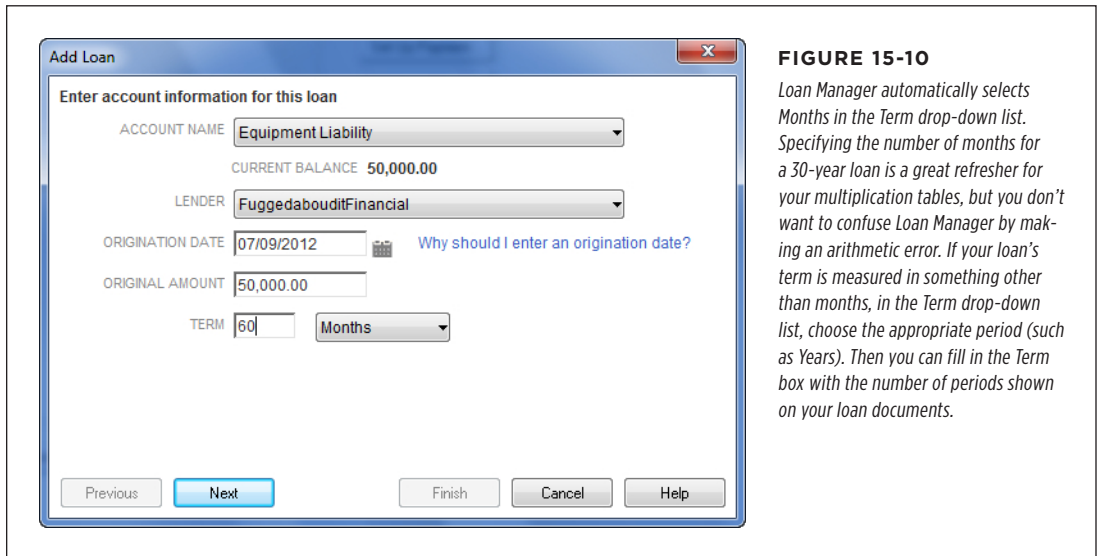 Add Loan
Enter account information for this loan
ACCOUNT NAME Equipment Liability
CURRENT BALANCE 50,000.00
LENDER FuggedabouditFinancial
ORIGINATION DATE 07/09/2012 Why should I enter an origination date?
ORIGINAL AMOUNT 50,000.00
TERM 60 Months
Previous Next Finish Cancel Help
FIGURE 15-10
Loan Manager automatically selects
Months in the Term drop-down list.
Specifying the number of months for
a 30-year loan is a great refresher for
your multiplication tables, but you don’t
want to confuse Loan Manager by mak-
ing an arithmetic error. If your loan’s
term is measured in something other
than months, in the Term drop-down
list, choose the appropriate period (such
as Years). Then you can fill in the Term
box with the number of periods shown
on your loan documents.